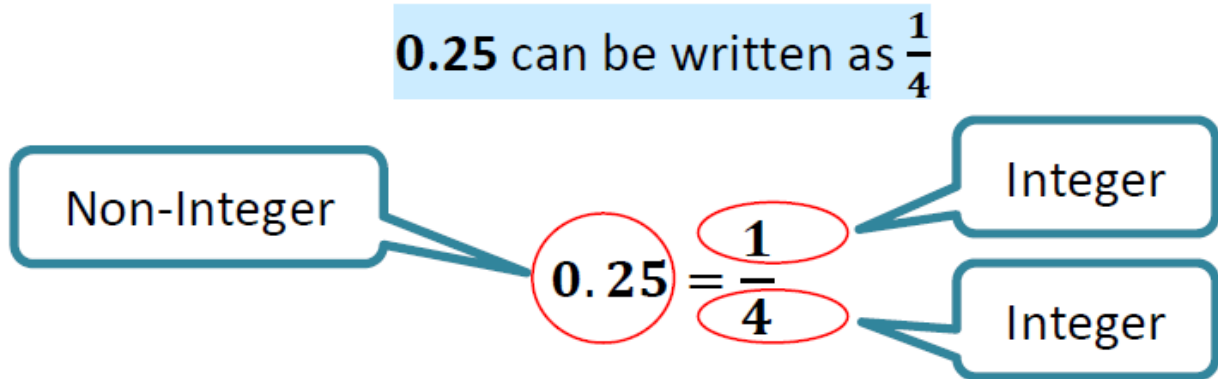 0.25 can be written as 1/4
Non-Integer
0.25 = 1/4
Integer
Integer